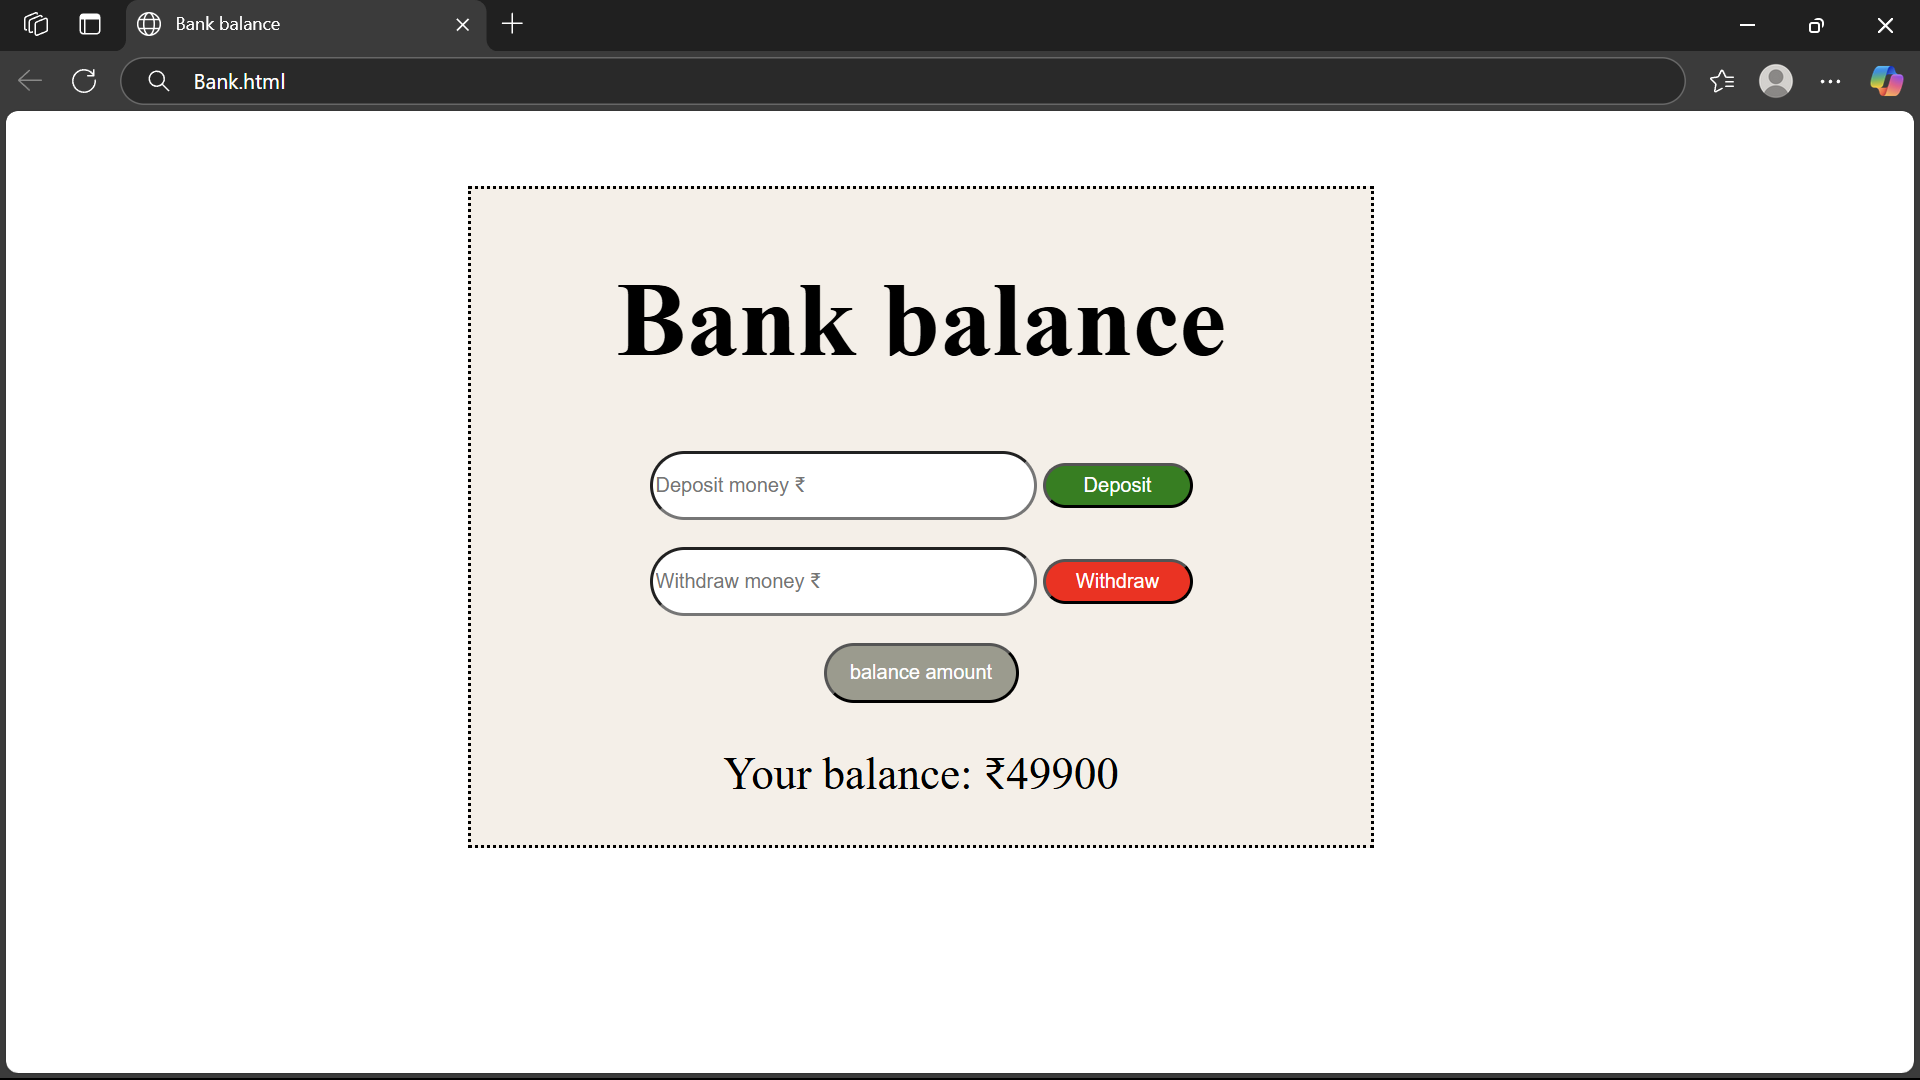 Bank balance
Bank.html
Bank balance
Deposit money ₹
Deposit
Withdraw money ₹
Withdraw
balance amount
Your balance: ₹49900